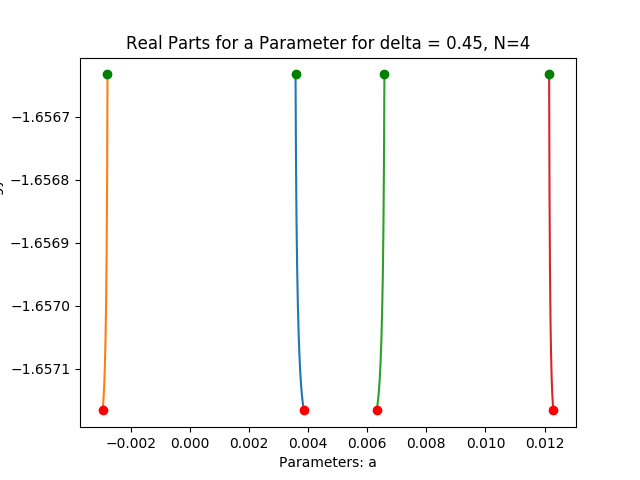 Real Parts for a Parameter for delta = 0.45, N=4
−1.6567
−1.6568
−1.6569
−1.6570
−1.6571
−0.002 0.000 0.002 0.004 0.006 0.008 0.010 0.012
Parameters: a